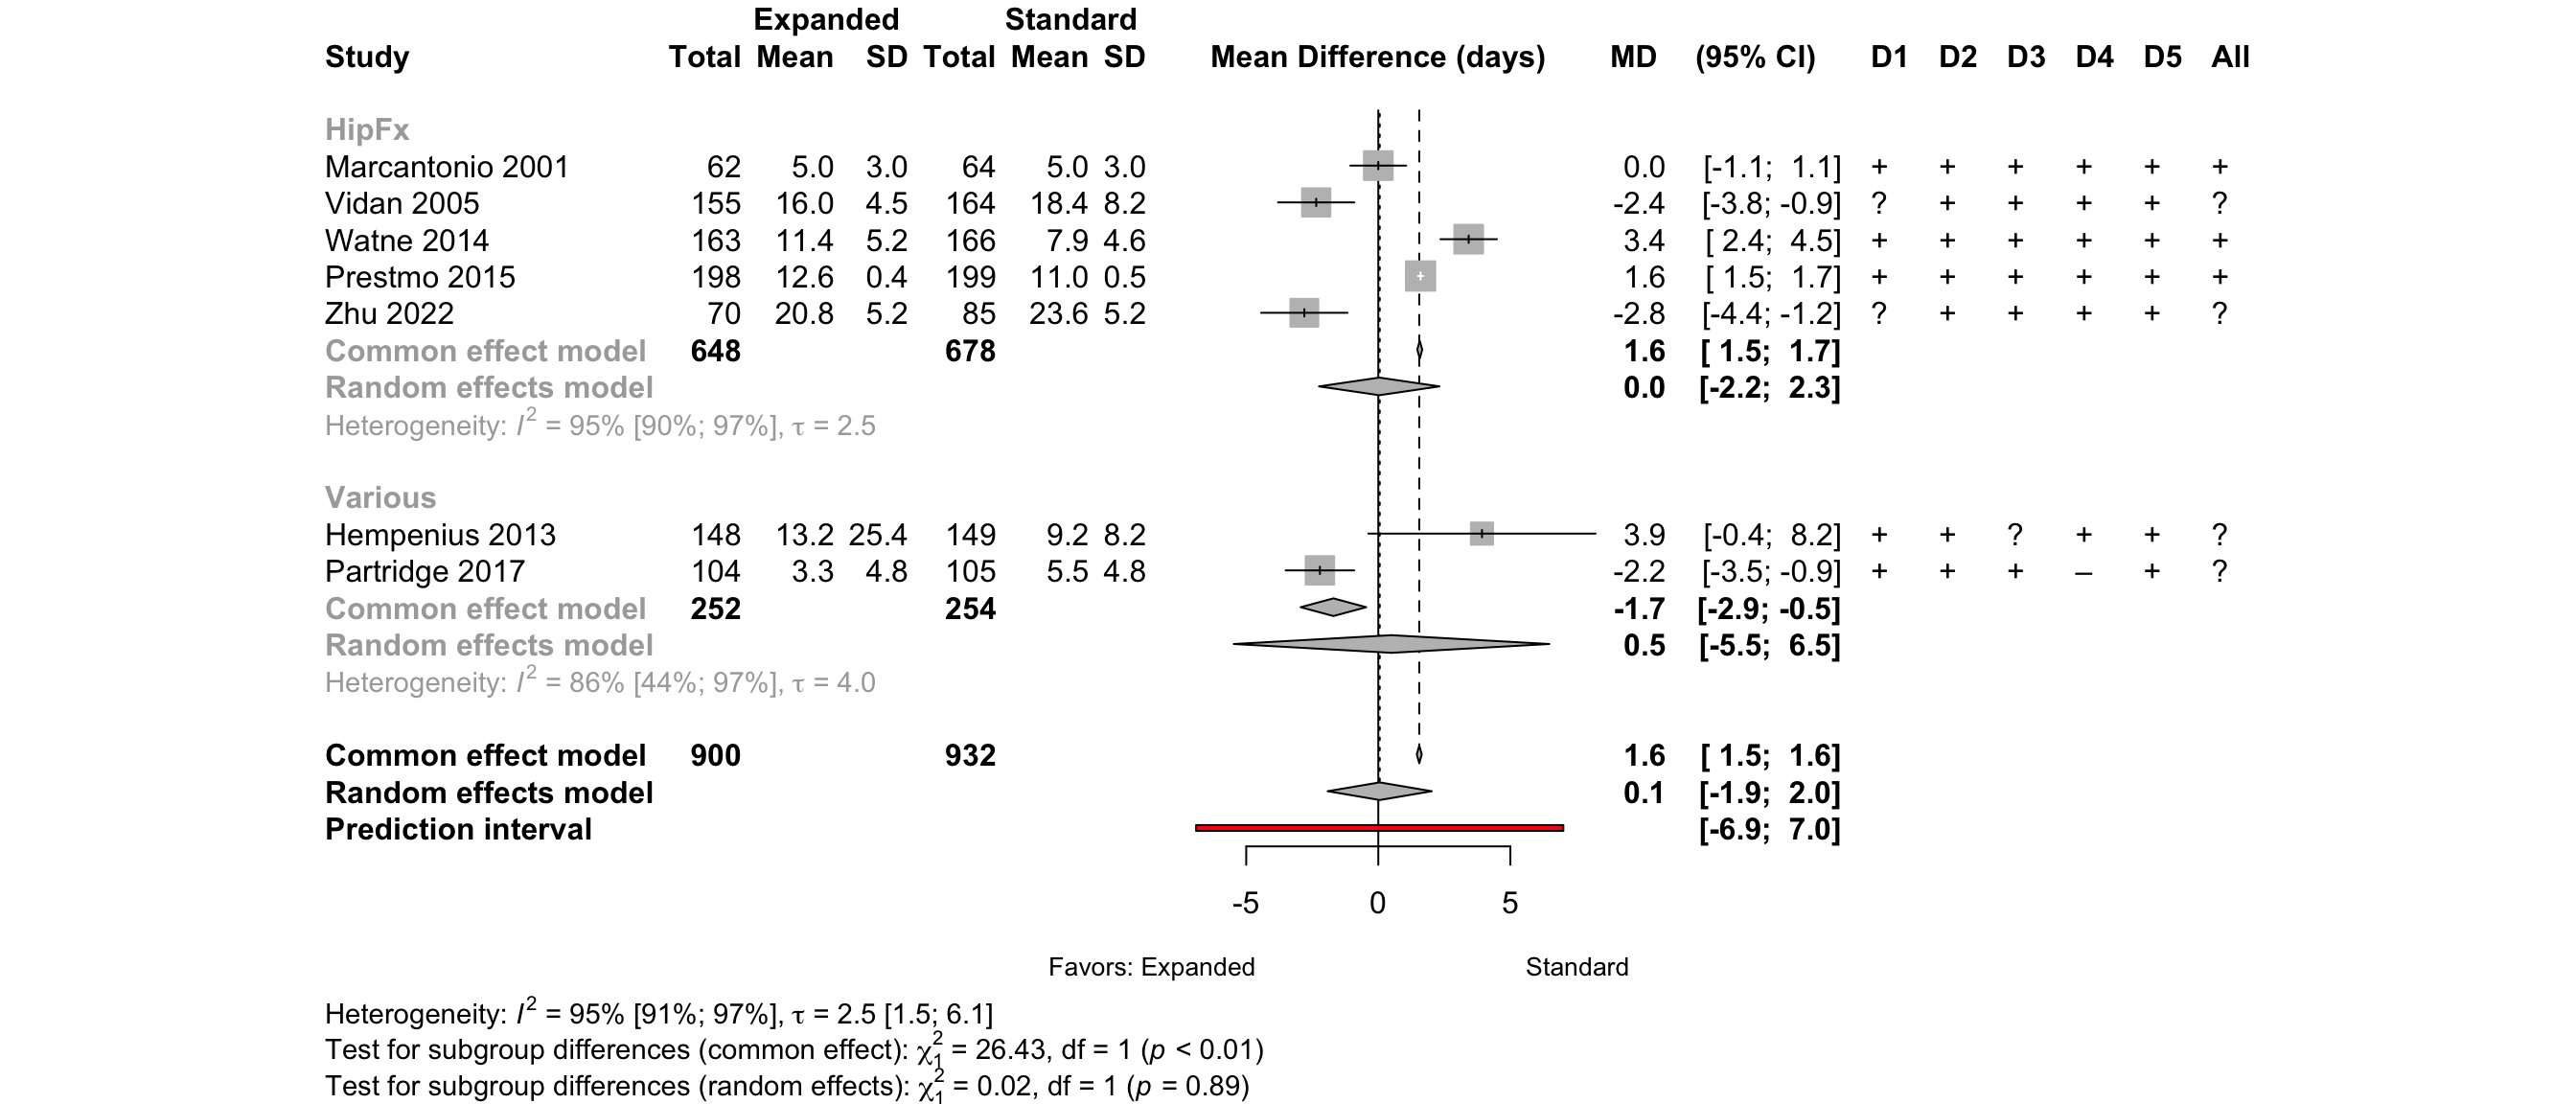 Expanded Standard
Study Total Mean SD Total Mean SD Mean Difference (days) MD (95% CI) D1 D2 D3 D4 D5 All
HipFx
Marcantonio 2001 62 5.0 3.0 64 5.0 3.0 0.0 [-1.1; 1.1] + + + + + +
Vidan 2005 155 16.0 4.5 164 18.4 8.2 -2.4 [-3.8; -0.9] ? + + + + ?
Watne 2014 163 11.4 5.2 166 7.9 4.6 3.4 [ 2.4; 4.5] + + + + + +
Prestmo 2015 198 12.6 0.4 199 11.0 0.5 1.6 [ 1.5; 1.7] + + + + + +
Zhu 2022 70 20.8 5.2 85 23.6 5.2 -2.8 [-4.4; -1.2] ? + + + + ?
Common effect model 648 678 1.6 [ 1.5; 1.7]
Random effects model 0.0 [-2.2; 2.3]
Heterogeneity: I² = 95% [90%; 97%], τ = 2.5
Various
Hempenius 2013 148 13.2 25.4 149 9.2 8.2 3.9 [-0.4; 8.2] + + ? + + ?
Partridge 2017 104 3.3 4.8 105 5.5 4.8 -2.2 [-3.5; -0.9] + + + – + ?
Common effect model 252 254 -1.7 [-2.9; -0.5]
Random effects model 0.5 [-5.5; 6.5]
Heterogeneity: I² = 86% [44%; 97%], τ = 4.0
Common effect model 900 932 1.6 [ 1.5; 1.6]
Random effects model 0.1 [-1.9; 2.0]
Prediction interval [-6.9; 7.0]
-5 0 5
Favors: Expanded Standard
Heterogeneity: I² = 95% [91%; 97%], τ = 2.5 [1.5; 6.1]
Test for subgroup differences (common effect): χ²₁ = 26.43, df = 1 (p < 0.01)
Test for subgroup differences (random effects): χ²₁ = 0.02, df = 1 (p = 0.89)